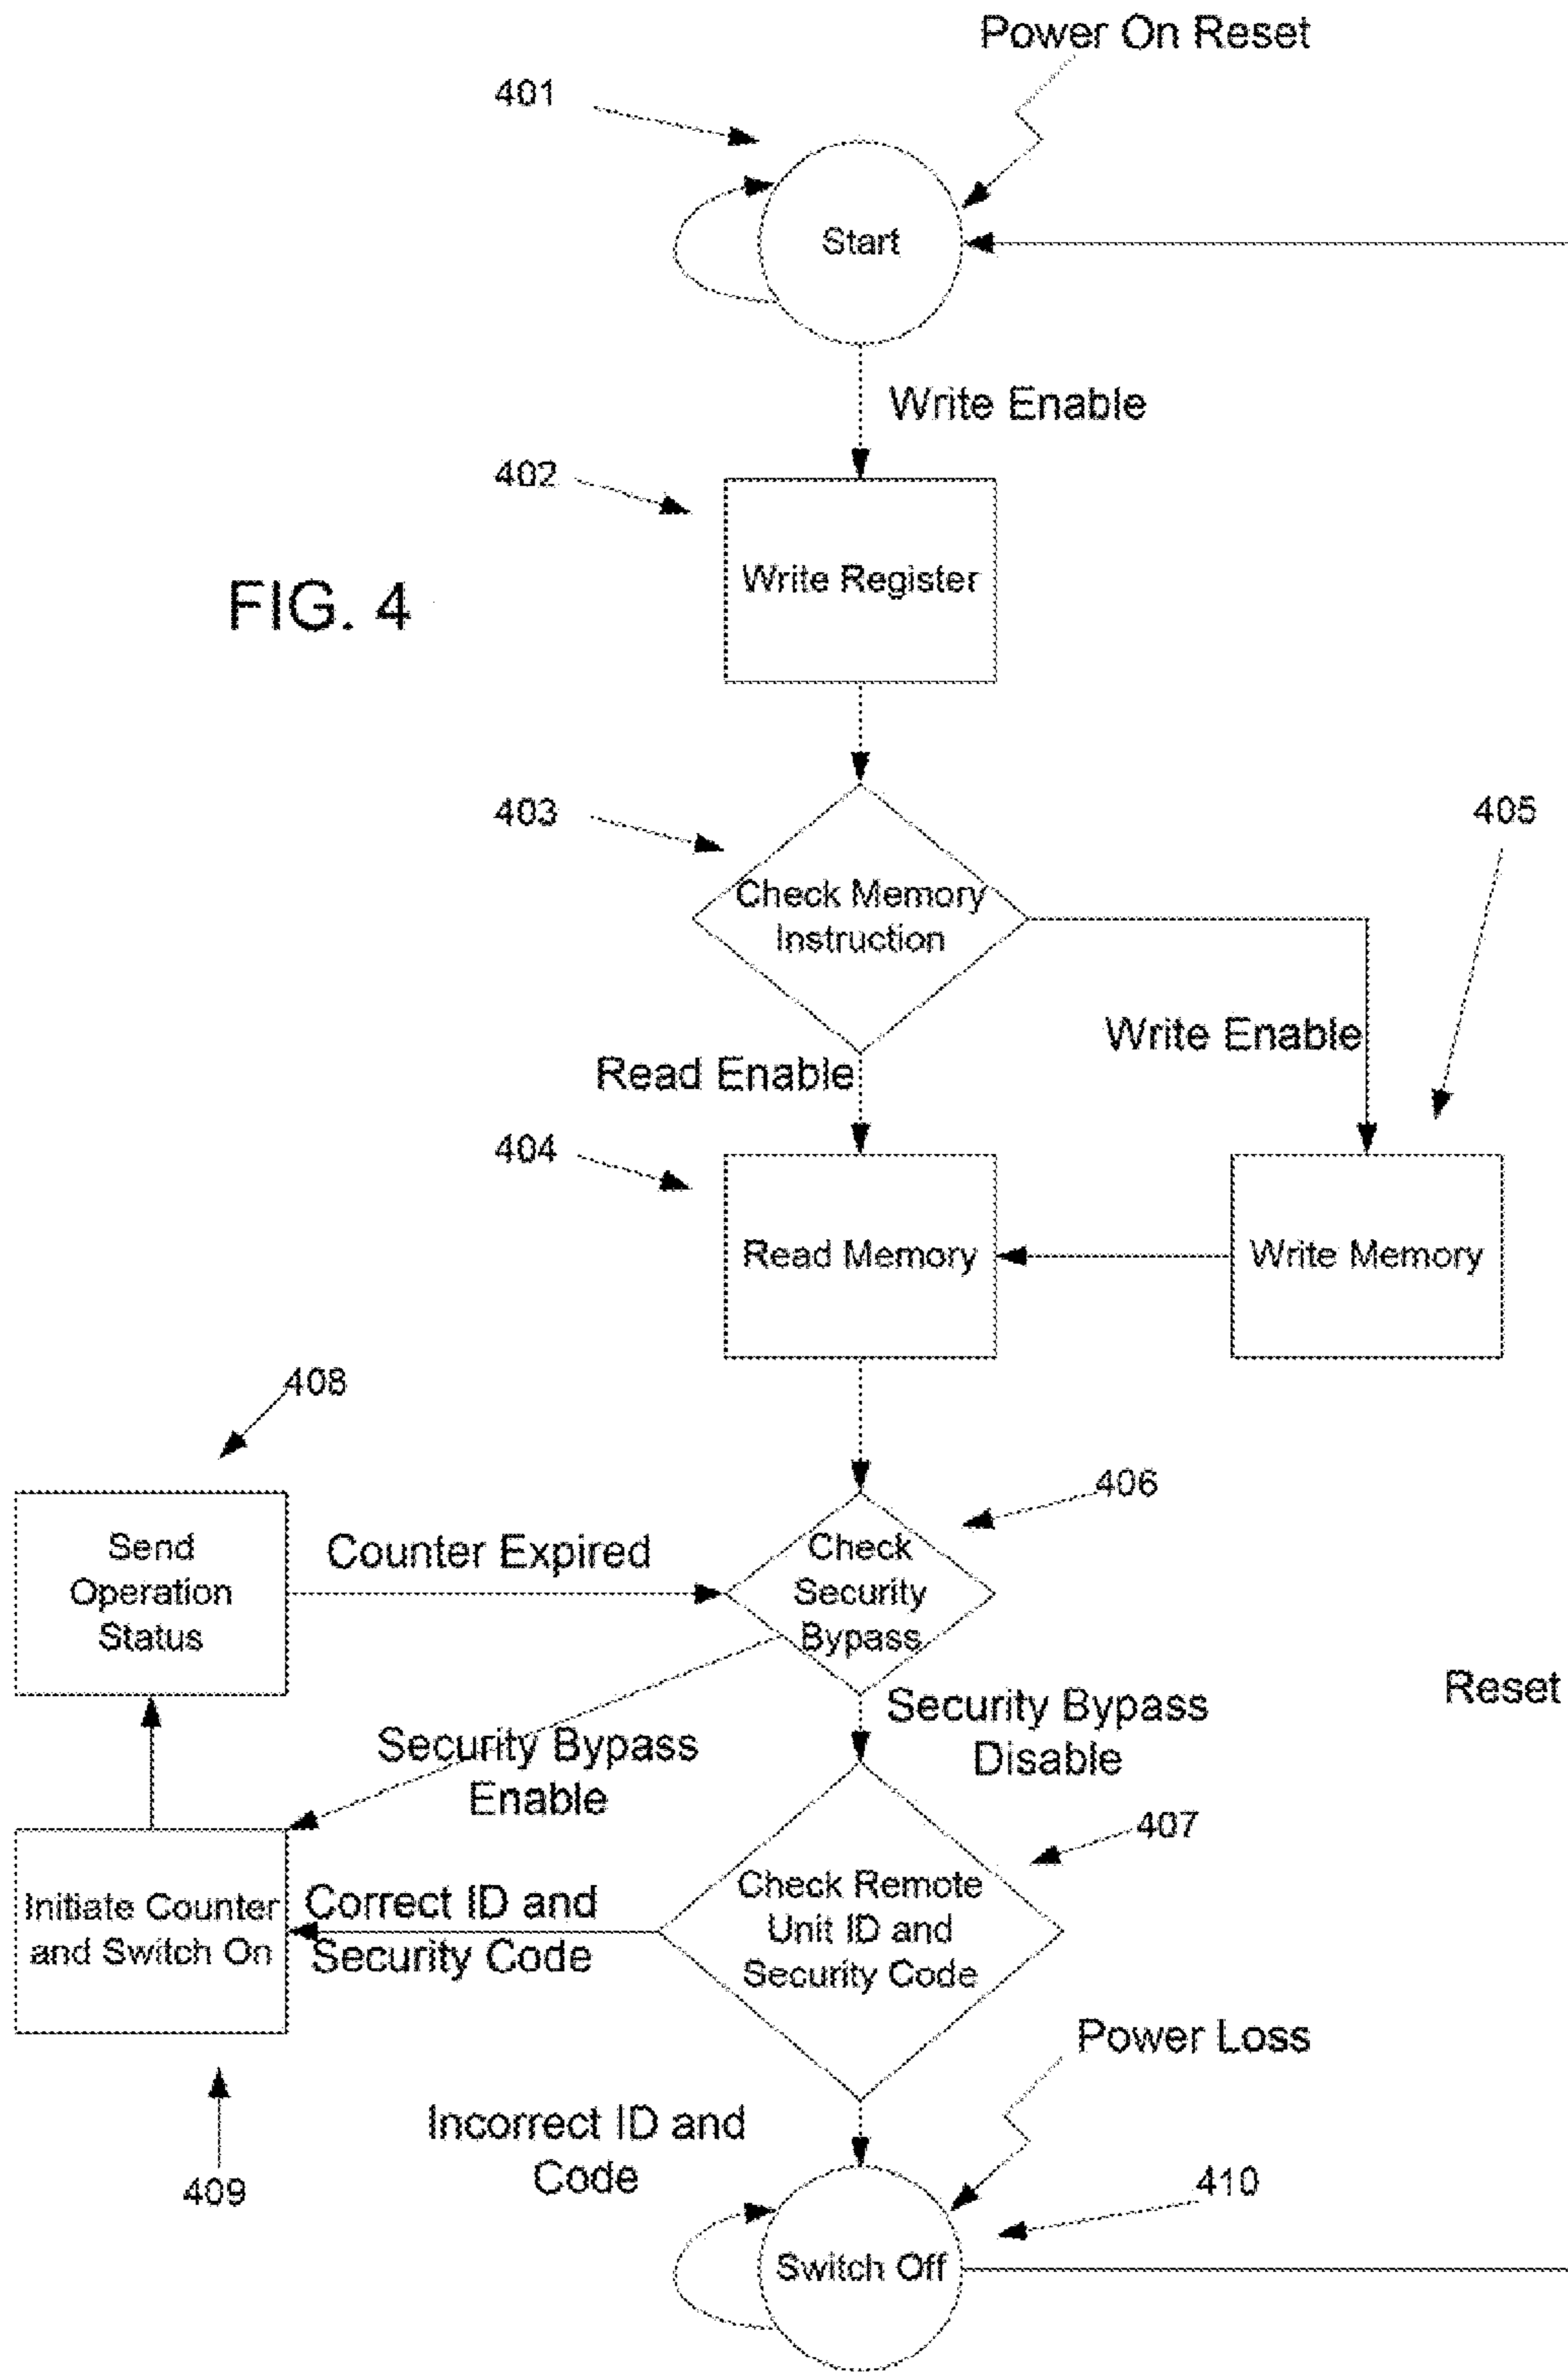 Power On Reset
401
Start
Write Enable
402
Write Register
FIG. 4
403
405
Check Memory
Instruction
Write Enable
Read Enable
404
Read Memory
Write Memory
408
406
Send
Operation
Status
Counter Expired
Check
Security
Bypass
Reset
Security Bypass
Disable
Security Bypass
Enable
407
Initiate Counter
and Switch On
Correct ID and
Security Code
Check Remote
Unit ID and
Security Code
Power Loss
Incorrect ID and
Code
409
410
Switch Off